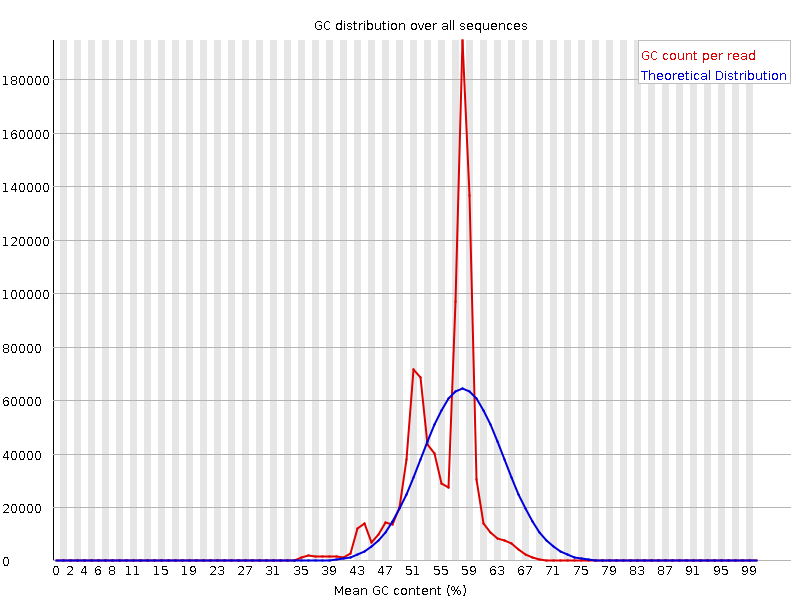 GC distribution over all sequences
GC count per read
Theoretical Distribution
180000
160000
140000
120000
100000
80000
60000
40000
20000
0
0 2 4 6 8 11 15 19 23 27 31 35 39 43 47 51 55 59 63 67 71 75 79 83 87 91 95 99
Mean GC content (%)